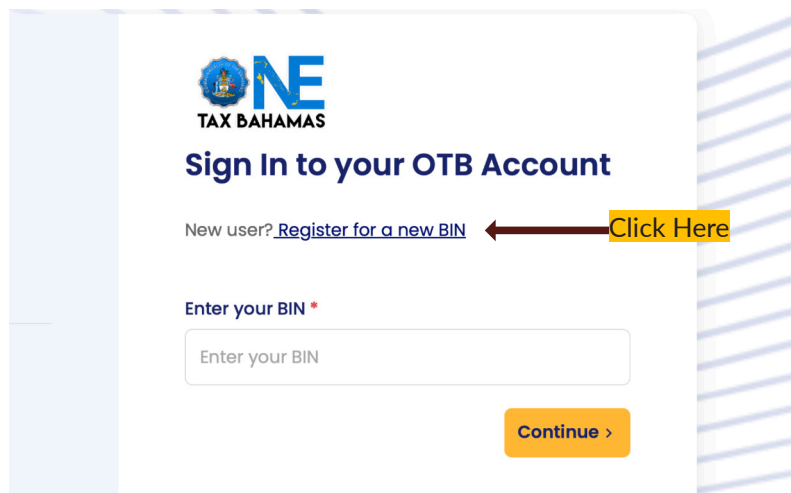 ONE
TAX BAHAMAS
Sign In to your OTB Account
New user? Register for a new BIN
Click Here
Enter your BIN *
Enter your BIN
Continue >